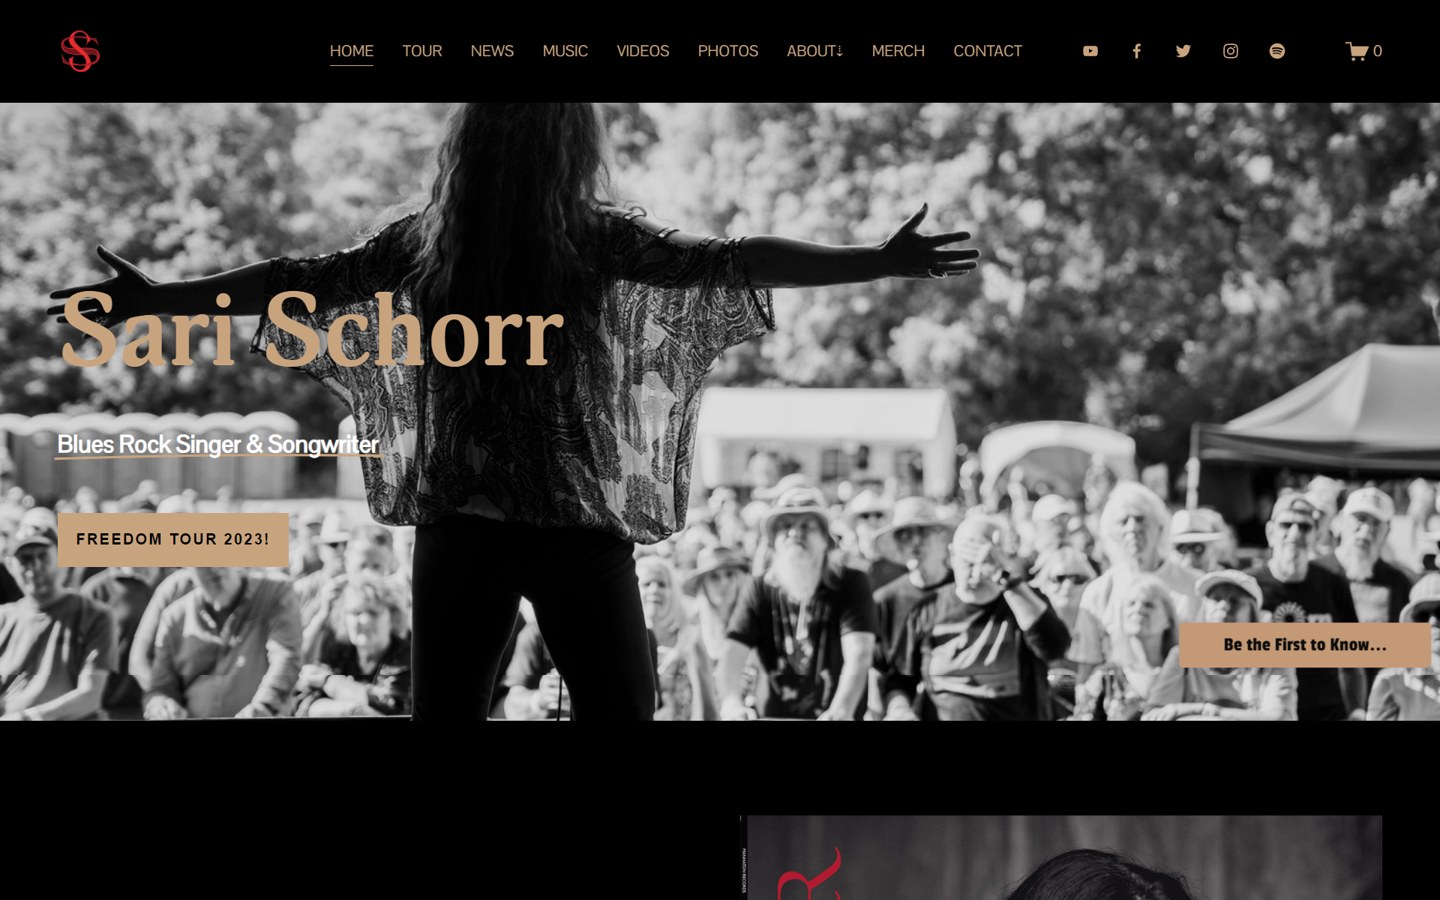 HOME TOUR NEWS MUSIC VIDEOS PHOTOS ABOUT↓ MERCH CONTACT 0
Sari Schorr
Blues Rock Singer & Songwriter
FREEDOM TOUR 2023!
Be the First to Know...